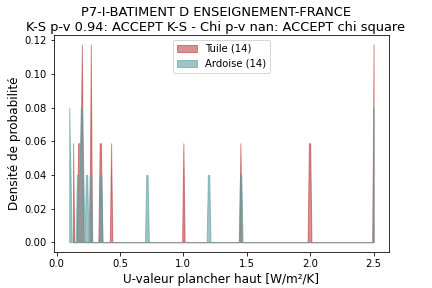 P7-I-BATIMENT D ENSEIGNEMENT-FRANCE
K-S p-v 0.94: ACCEPT K-S - Chi p-v nan: ACCEPT chi square
Tuile (14)
Ardoise (14)
Densité de probabilité
0.12
0.10
0.08
0.06
0.04
0.02
0.00
0.0 0.5 1.0 1.5 2.0 2.5
U-valeur plancher haut [W/m²/K]